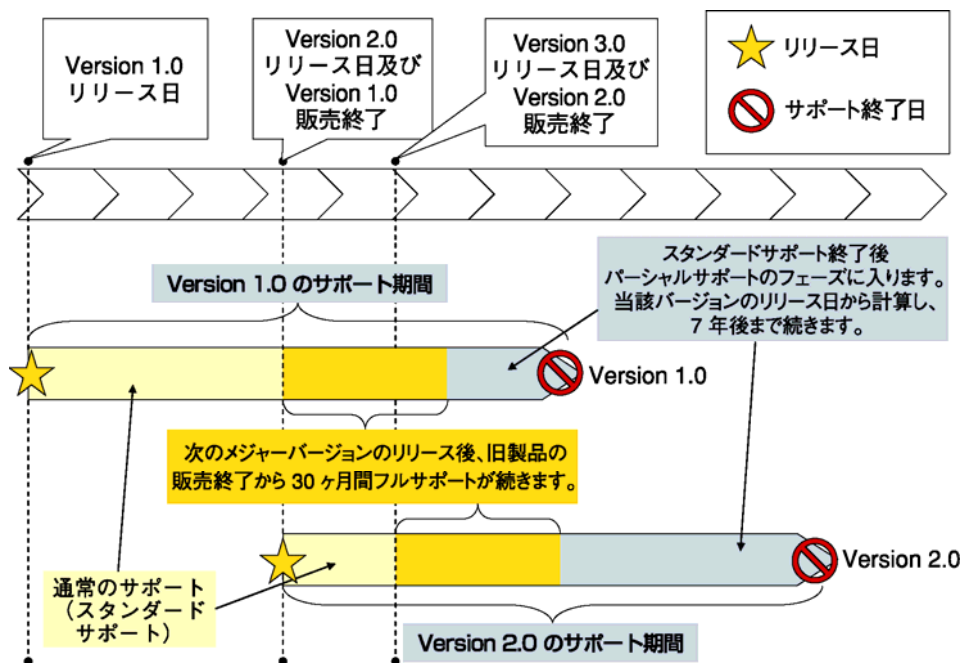 Version 1.0
リリース日
Version 2.0
リリース日及び
Version 1.0
販売終了
Version 3.0
リリース日及び
Version 2.0
販売終了
リリース日
サポート終了日
Version 1.0 のサポート期間
スタンダードサポート終了後
パーシャルサポートのフェーズに入ります。
当該バージョンのリリース日から計算し、
7 年後まで続きます。
Version 1.0
次のメジャーバージョンのリリース後、旧製品の
販売終了から 30 ヶ月間フルサポートが続きます。
Version 2.0
通常のサポート
（スタンダード
サポート）
Version 2.0 のサポート期間